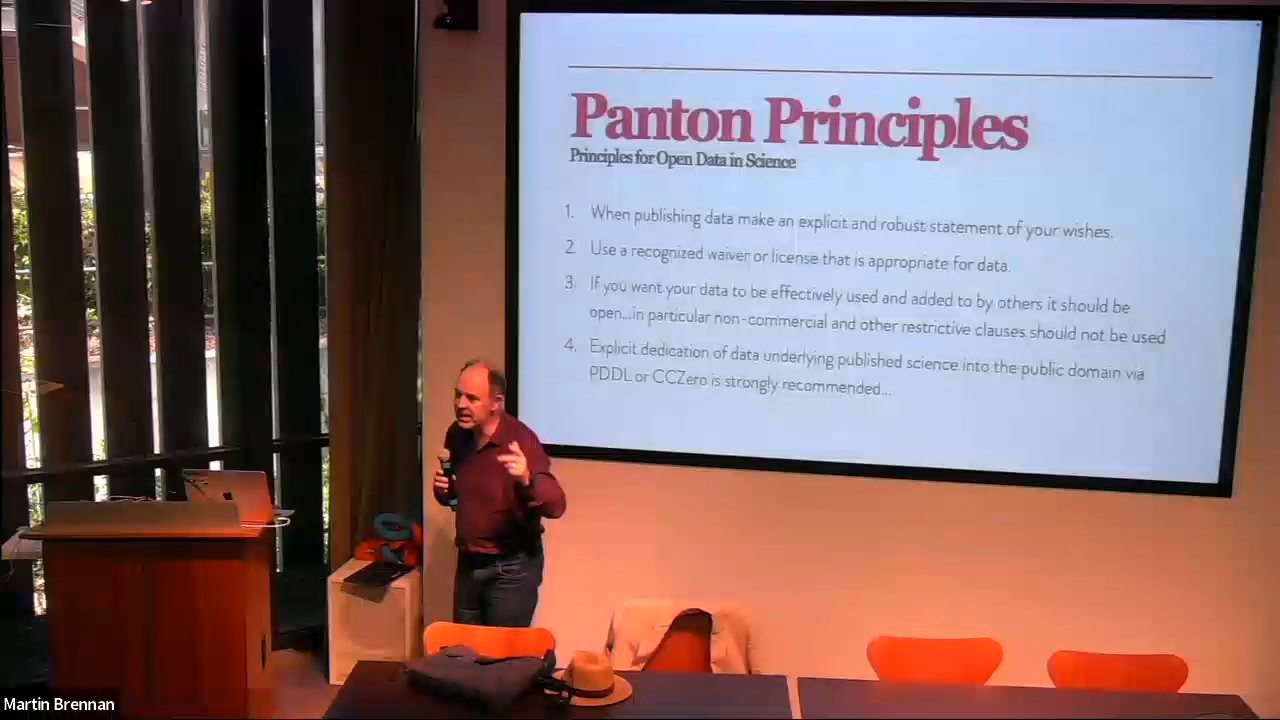 Panton Principles
Principles for Open Data in Science
1. When publishing data make an explicit and robust statement of your wishes.
2. Use a recognized waiver or license that is appropriate for data.
3. If you want your data to be effectively used and added to by others it should be
open...in particular non-commercial and other restrictive clauses should not be used
4. Explicit dedication of data underlying published science into the public domain via
PDDL or CCZero is strongly recommended...
Martin Brennan